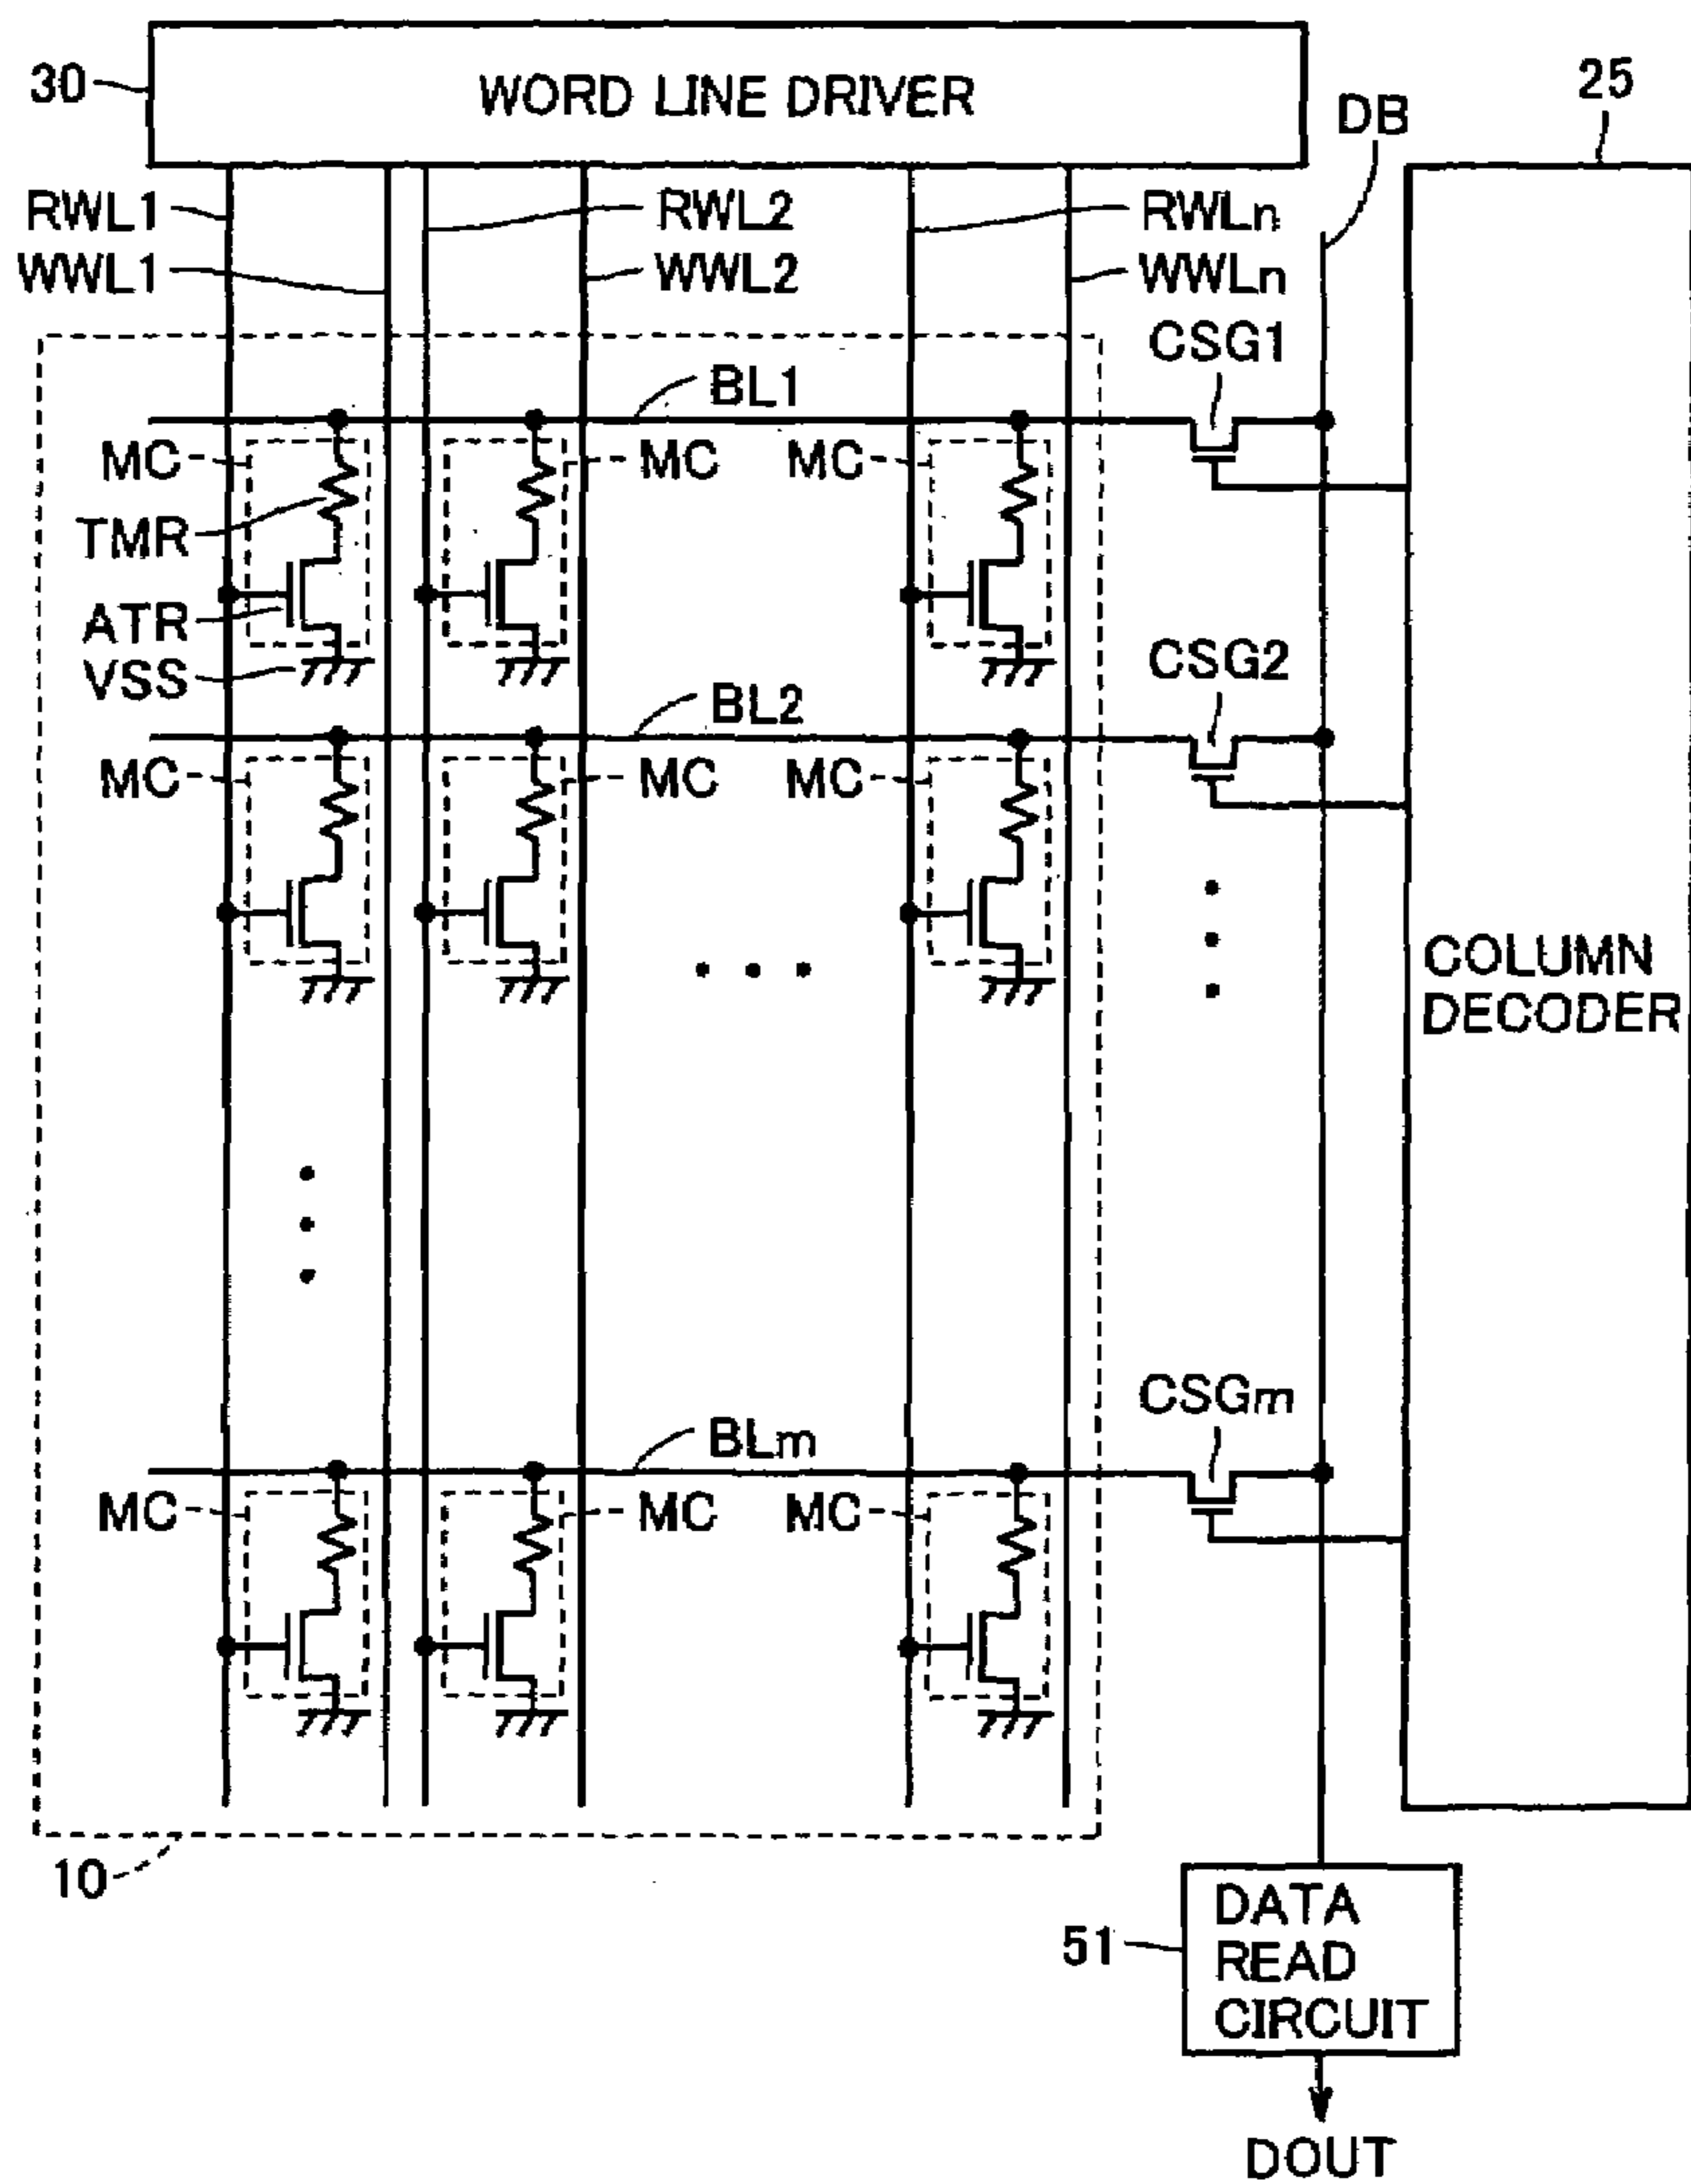 30
WORD LINE DRIVER
25
DB
RWL1
RWL2
RWLn
WWL1
WWL2
WWLn
CSG1
BL1
MC
MC
MC
TMR
ATR
VSS
CSG2
BL2
MC
MC
MC
COLUMN
DECODER
CSGm
BLm
MC
MC
MC
10
51
DATA
READ
CIRCUIT
DOUT